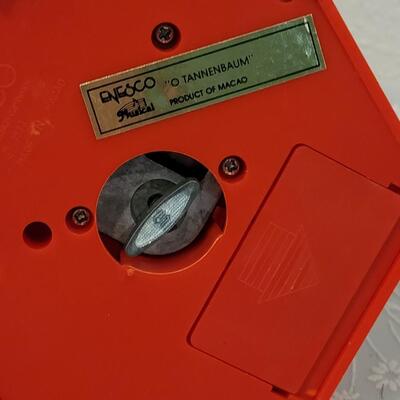 ENESCO "O TANNENBAUM"
Musical PRODUCT OF MACAO